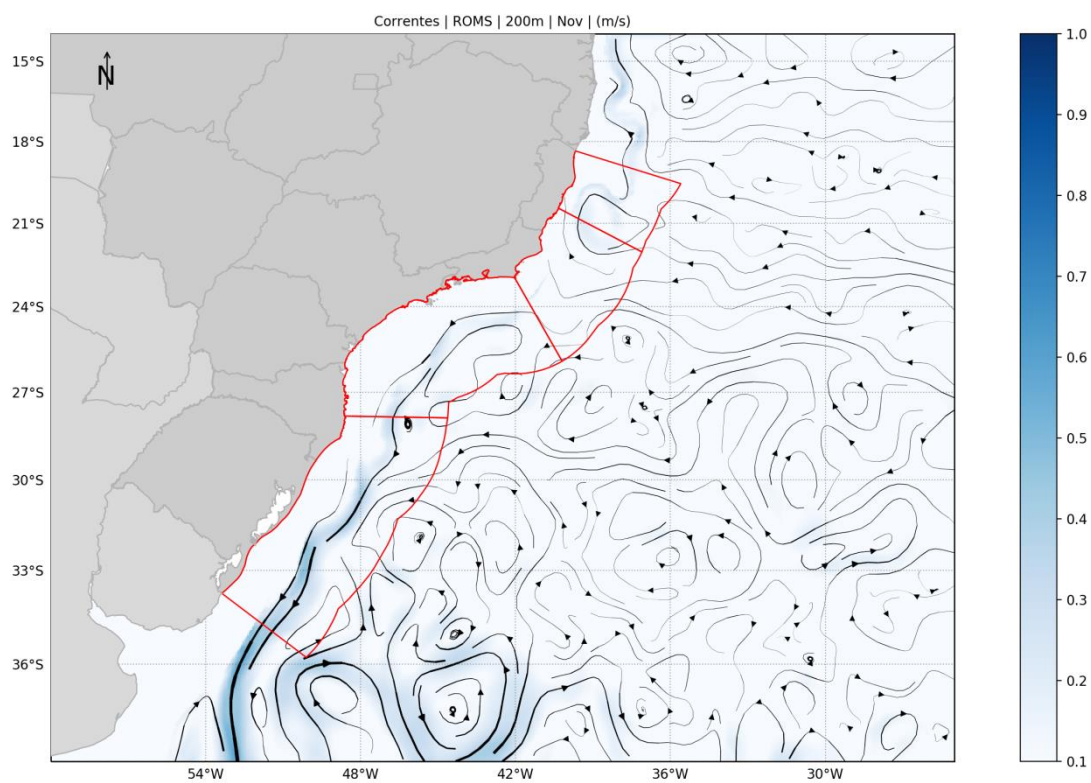 Correntes | ROMS | 200m | Nov | (m/s)
N
15°S
18°S
21°S
24°S
27°S
30°S
33°S
36°S
54°W
48°W
42°W
36°W
30°W
1.0
0.9
0.8
0.7
0.6
0.5
0.4
0.3
0.2
0.1